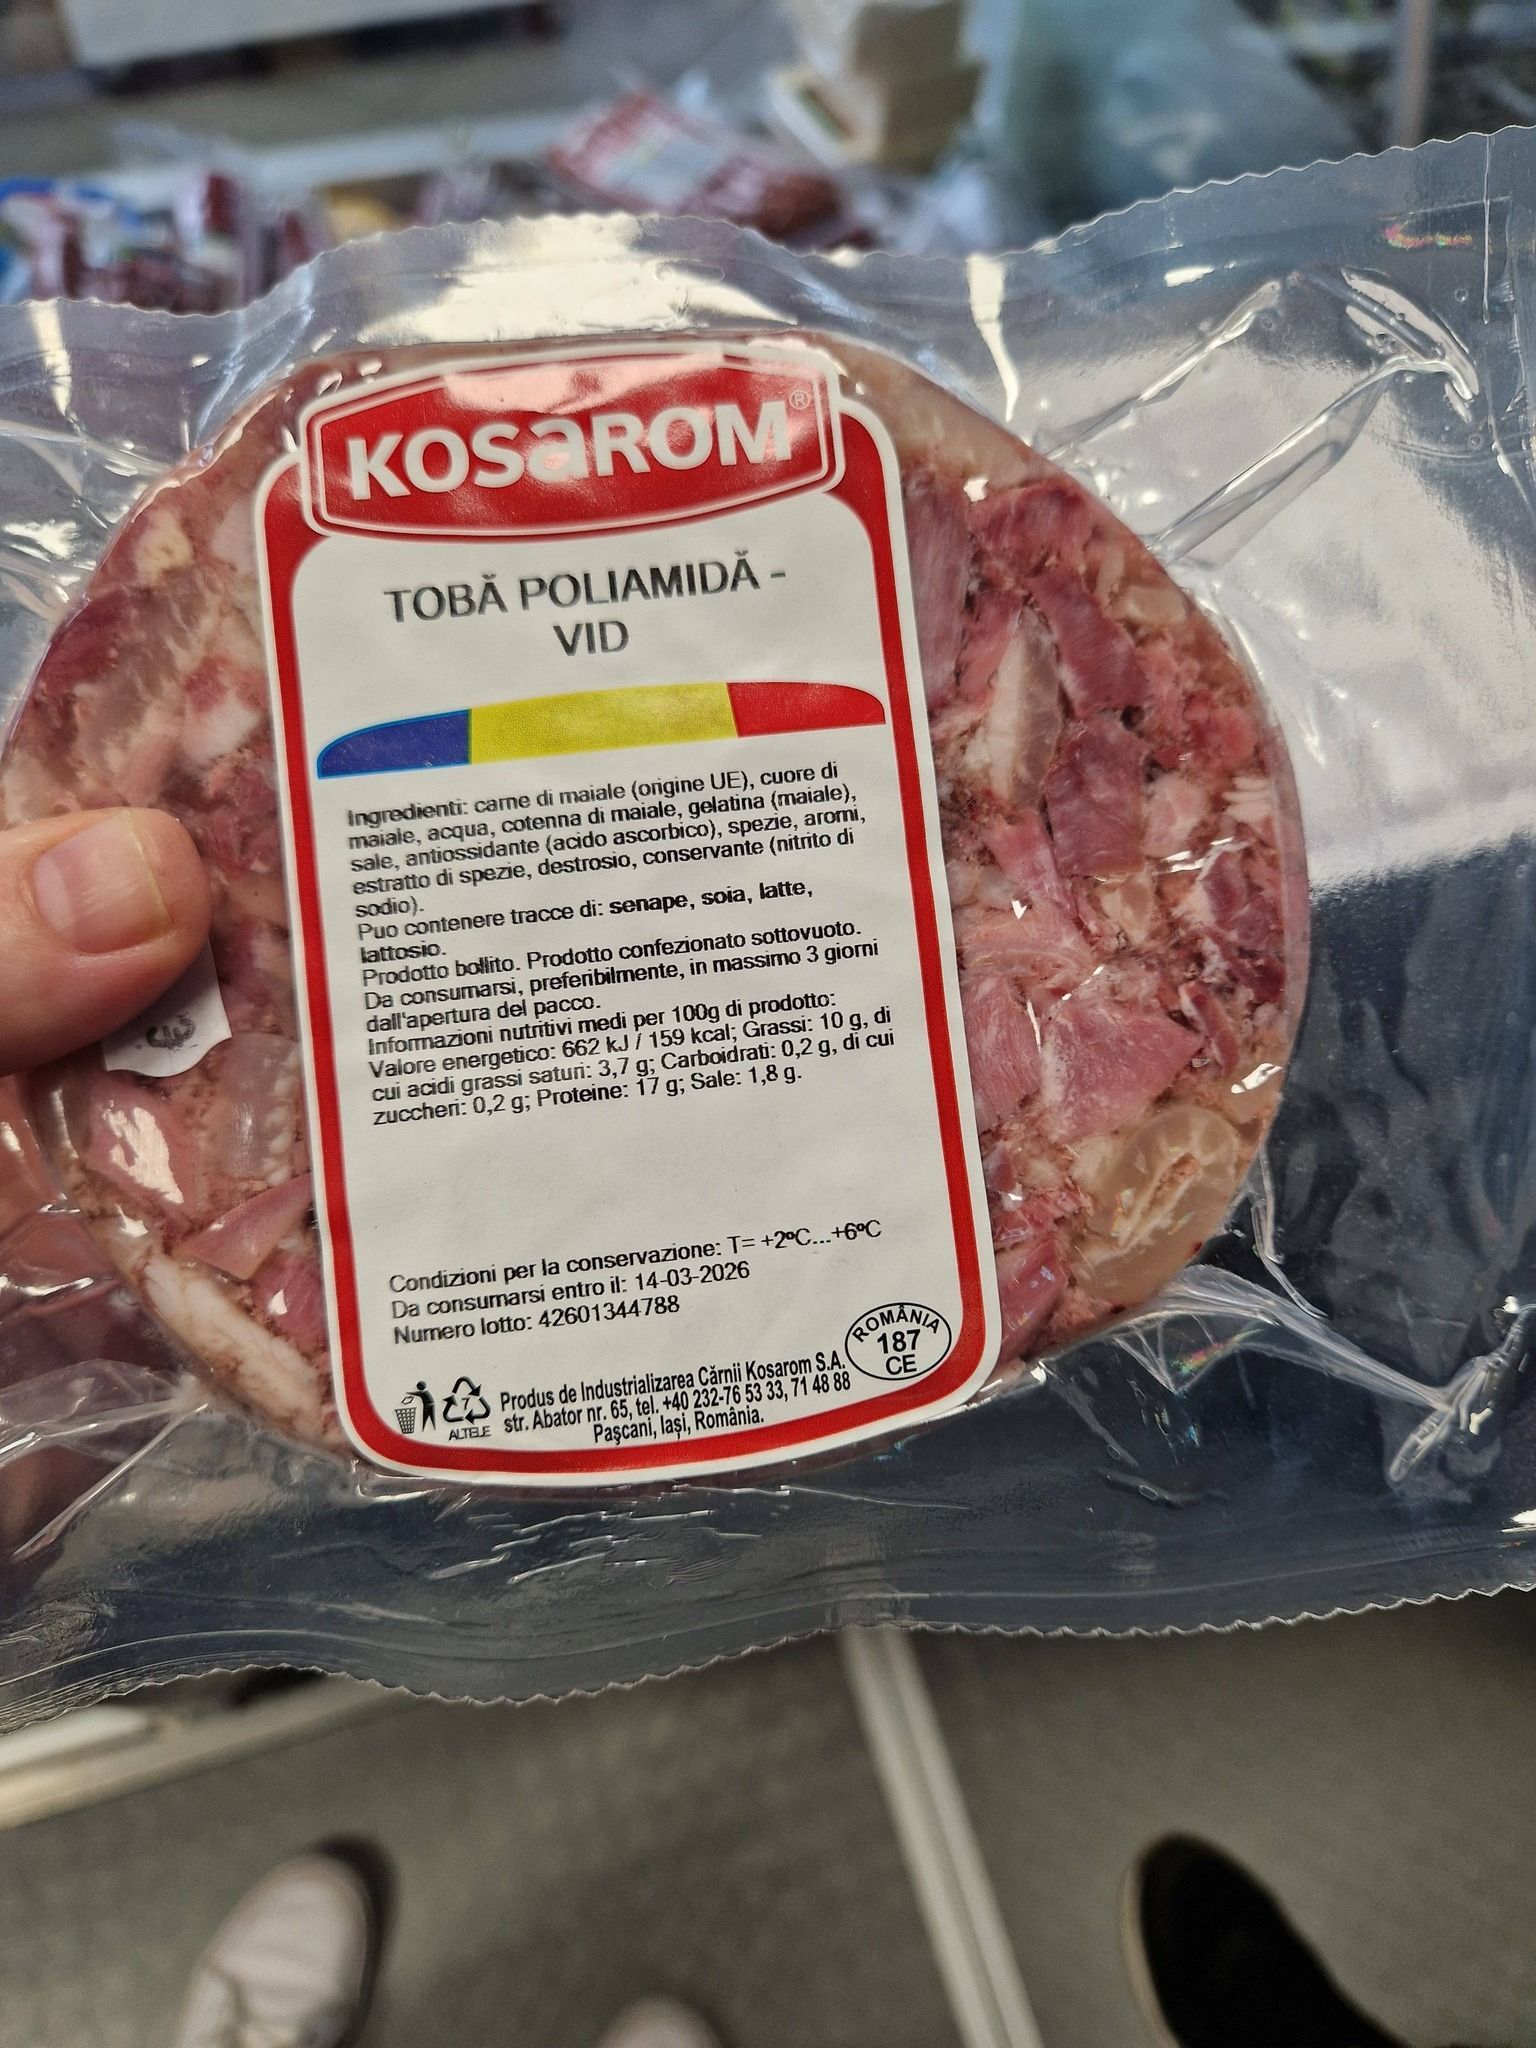 KOSAROM®
TOBĂ POLIAMIDĂ -
VID
Ingredienti: carne di maiale (origine UE), cuore di
maiale, acqua, cotenna di maiale, gelatina (maiale),
sale, antiossidante (acido ascorbico), spezie, aromi,
estratto di spezie, destrosio, conservante (nitrito di
sodio).
Puo contenere tracce di: senape, soia, latte,
lattosio.
Prodotto bollito. Prodotto confezionato sottovuoto.
Da consumarsi, preferibilmente, in massimo 3 giorni
dall'apertura del pacco.
Informazioni nutritivi medi per 100g di prodotto:
Valore energetico: 662 kJ / 159 kcal; Grassi: 10 g, di
cui acidi grassi saturi: 3,7 g; Carboidrati: 0,2 g, di cui
zuccheri: 0,2 g; Proteine: 17 g; Sale: 1,8 g.
Condizioni per la conservazione: T= +2ºC...+6ºC
Da consumarsi entro il: 14-03-2026
Numero lotto: 42601344788
ROMÂNIA
187
CE
7
ALTELE
Produs de Industrializarea Cărnii Kosarom S.A.
str. Abator nr. 65, tel. +40 232-76 53 33, 71 48 88
Paşcani, Iaşi, România.